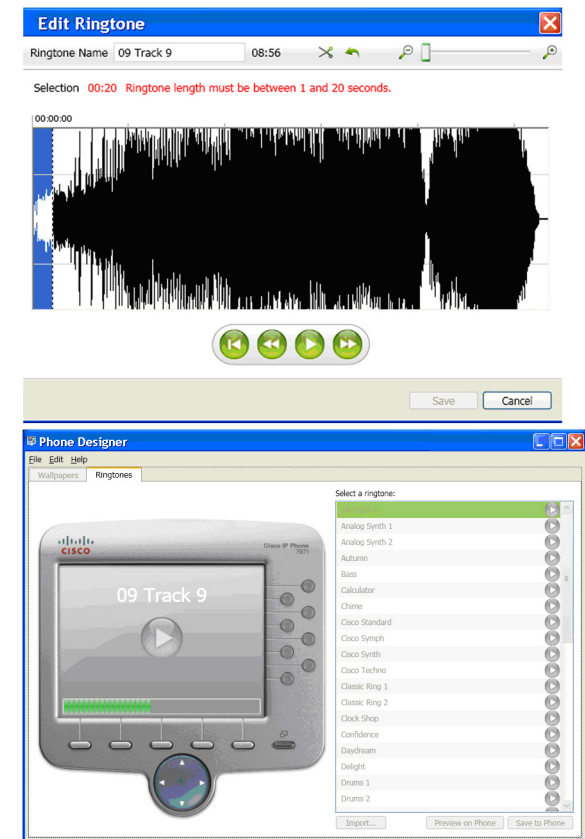 Edit Ringtone
Ringtone Name 09 Track 9 08:56
Selection 00:20 Ringtone length must be between 1 and 20 seconds.
00:00:00
Save Cancel
Phone Designer
File Edit Help
Wallpapers Ringtones
Select a ringtone:
Analog Synth 1
CISCO
Cisco IP Phone
7971
Analog Synth 2
Autumn
Bass
09 Track 9
Calculator
Chime
Cisco Standard
Cisco Symph
Cisco Synth
Cisco Techno
Classic Ring 1
Classic Ring 2
Clock Shop
Confidence
Daydream
Delight
Drums 1
Drums 2
Import... Preview on Phone Save to Phone